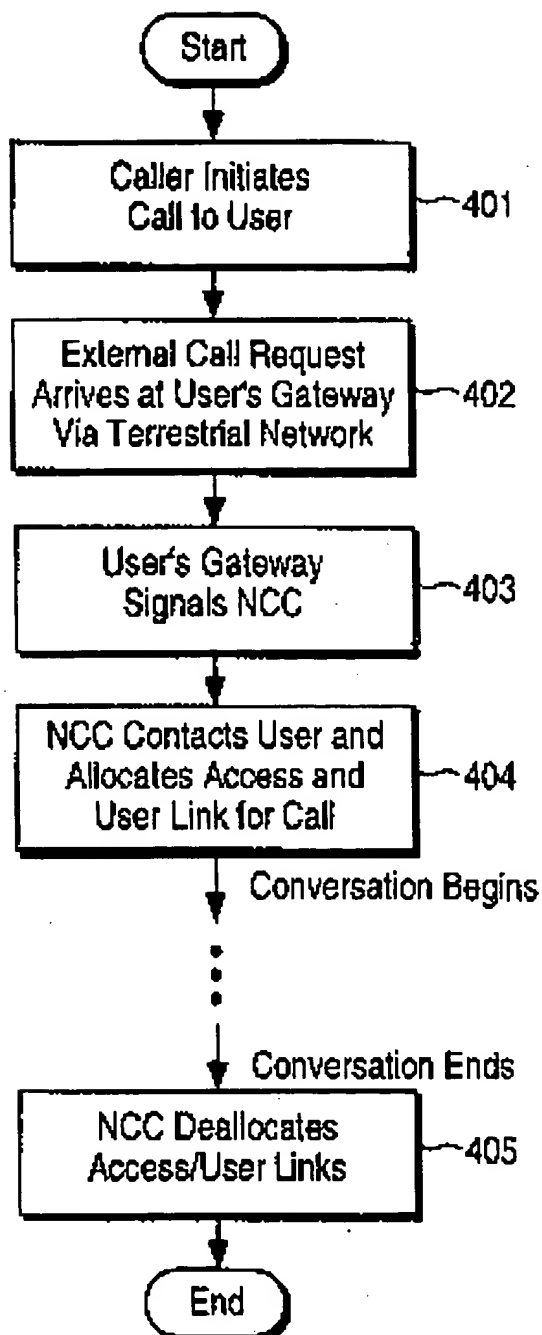 Start
Caller Initiates
Call to User
401
External Call Request
Arrives at User's Gateway
Via Terrestrial Network
402
User's Gateway
Signals NCC
403
NCC Contacts User and
Allocates Access and
User Link for Call
404
Conversation Begins
Conversation Ends
NCC Deallocates
Access/User Links
405
End